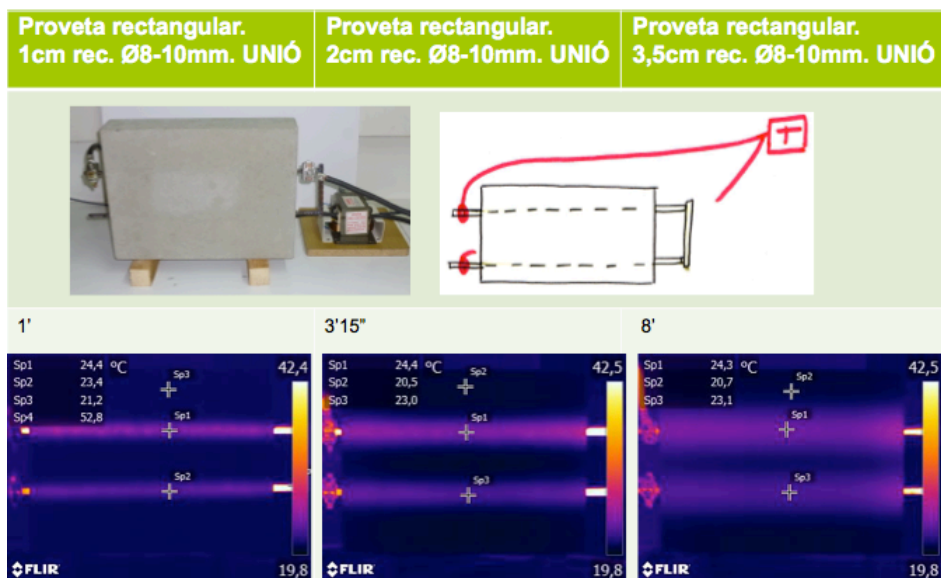 Proveta rectangular.
1cm rec. Ø8-10mm. UNIÓ
Proveta rectangular.
2cm rec. Ø8-10mm. UNIÓ
Proveta rectangular.
3,5cm rec. Ø8-10mm. UNIÓ
T
1'
3'15"
8'
Sp1 24,4 ºC
Sp2 23,4
Sp3 21,2
Sp4 52,8
42,4
Sp3
Sp1
Sp2
FLIR
19,8
Sp1 24,4 ºC
Sp2 20,5
Sp3 23,0
42,5
Sp2
Sp1
Sp3
FLIR
19,8
Sp1 24,3 ºC
Sp2 20,7
Sp3 23,1
42,5
Sp2
Sp1
Sp3
FLIR
19,8